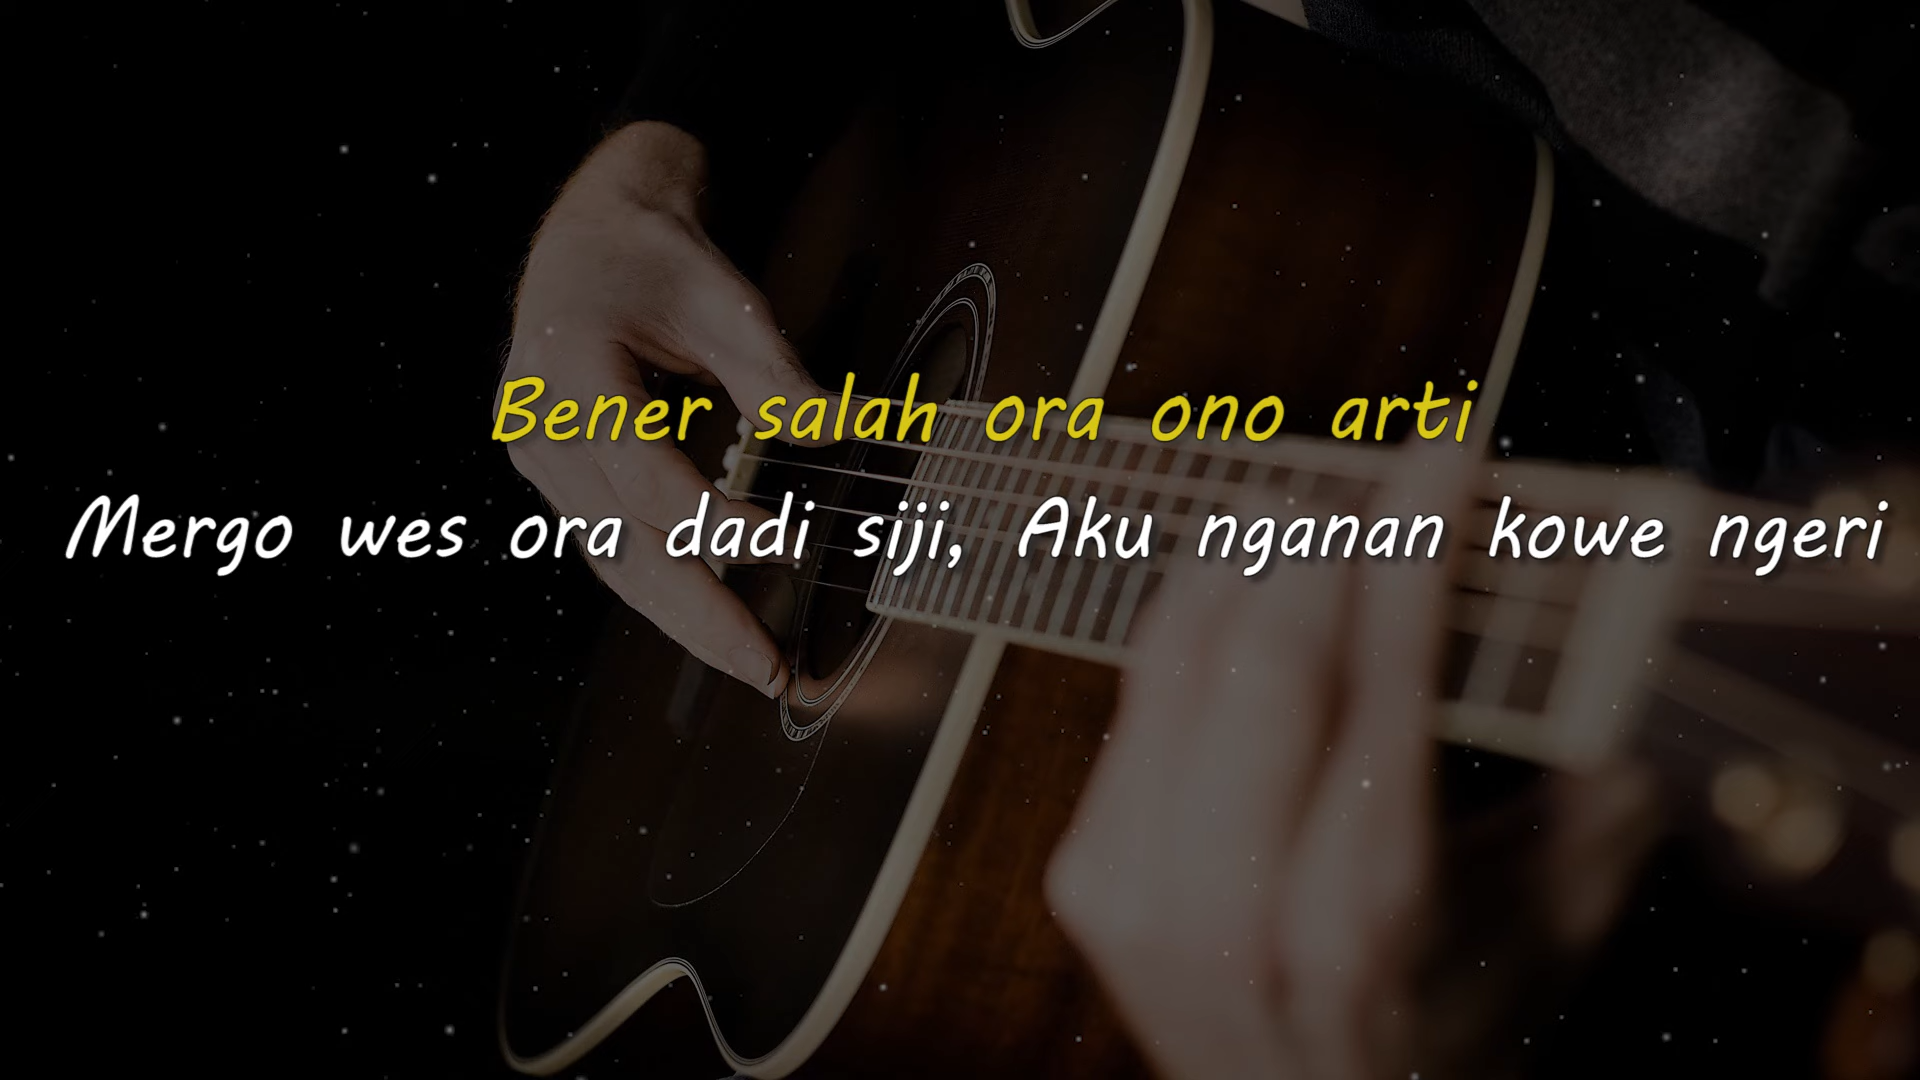 Bener salah ora ono arti
Mergo wes ora dadi siji, Aku nganan kowe ngeri